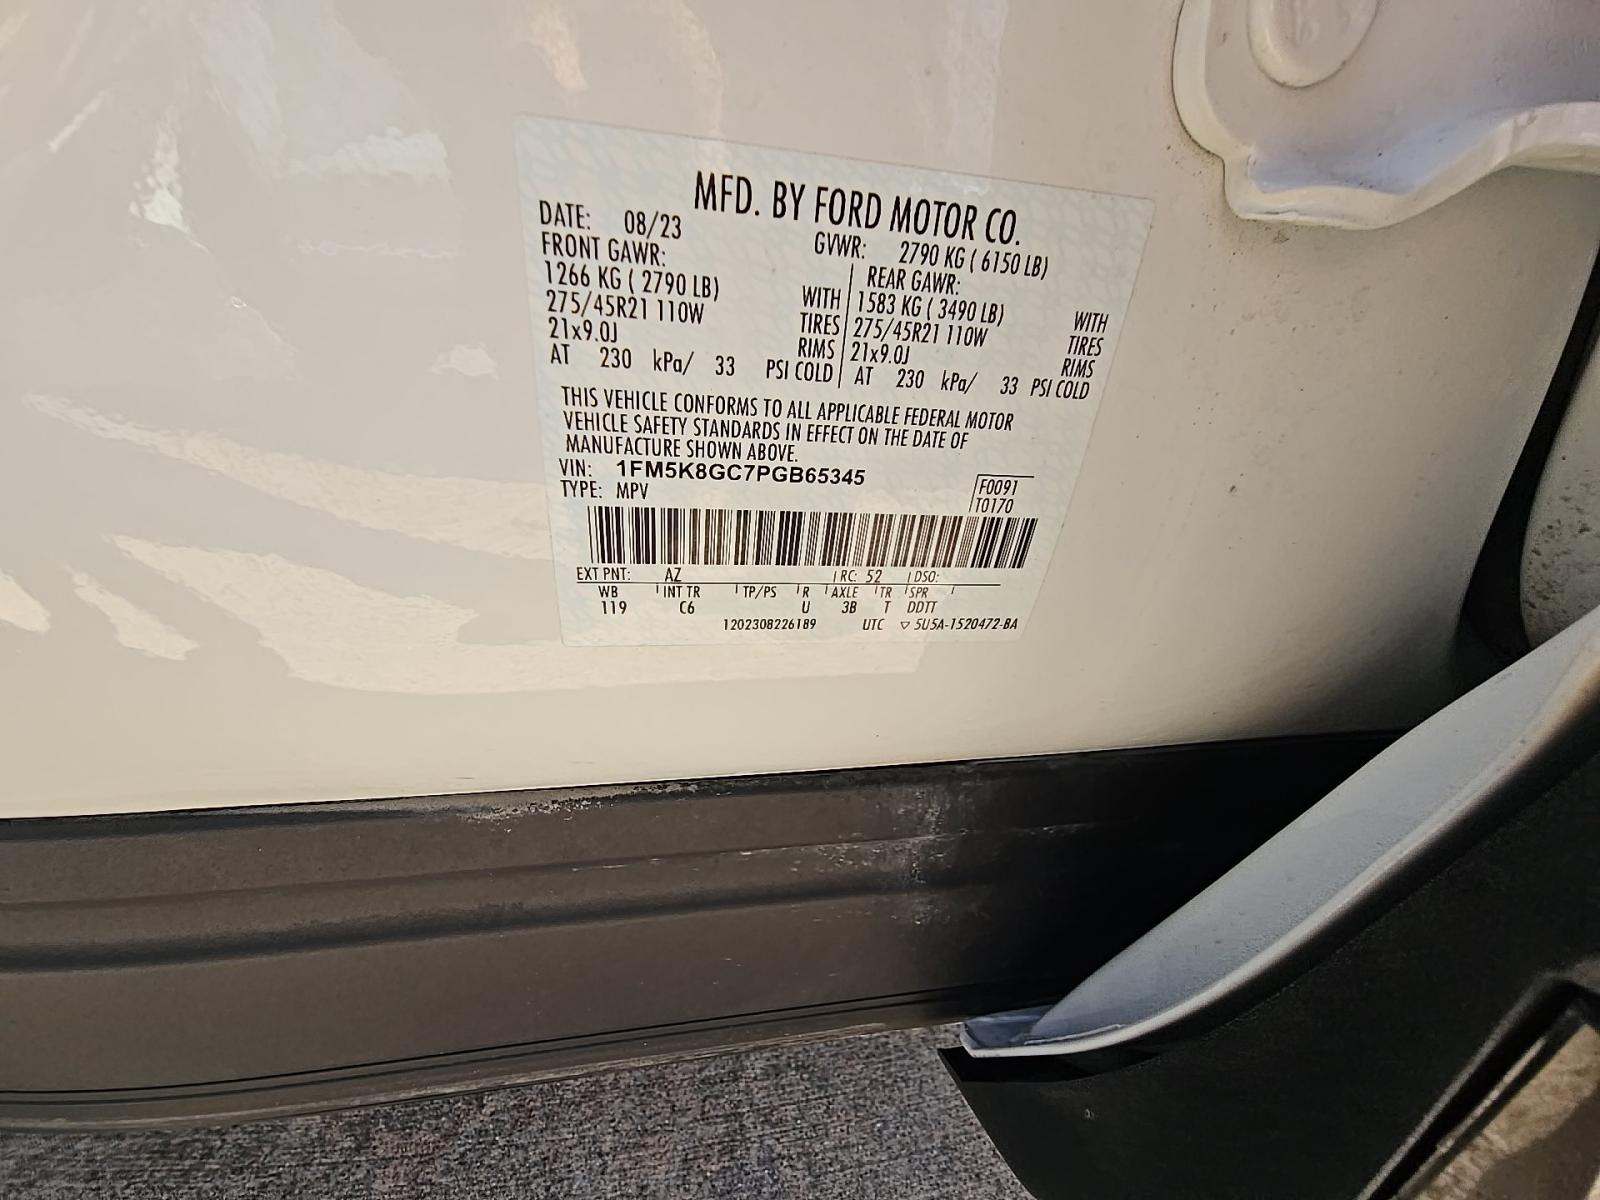 MFD. BY FORD MOTOR CO.
DATE: 08/23 GVWR: 2790 KG ( 6150 LB)
FRONT GAWR: REAR GAWR:
1266 KG ( 2790 LB) WITH 1583 KG ( 3490 LB) WITH
275/45R21 110W TIRES 275/45R21 110W TIRES
21x9.0J RIMS 21x9.0J RIMS
AT 230 kPa/ 33 PSI COLD AT 230 kPa/ 33 PSI COLD
THIS VEHICLE CONFORMS TO ALL APPLICABLE FEDERAL MOTOR
VEHICLE SAFETY STANDARDS IN EFFECT ON THE DATE OF
MANUFACTURE SHOWN ABOVE.
VIN: 1FM5K8GC7PGB65345
TYPE: MPV
F0091
T0170
EXT PNT: AZ RC: 52 DSO:
WB INT TR TP/PS R AXLE TR SPR
119 C6 U 3B T DDTT
1202308226189 UTC ▽ 5U5A-1520472-BA